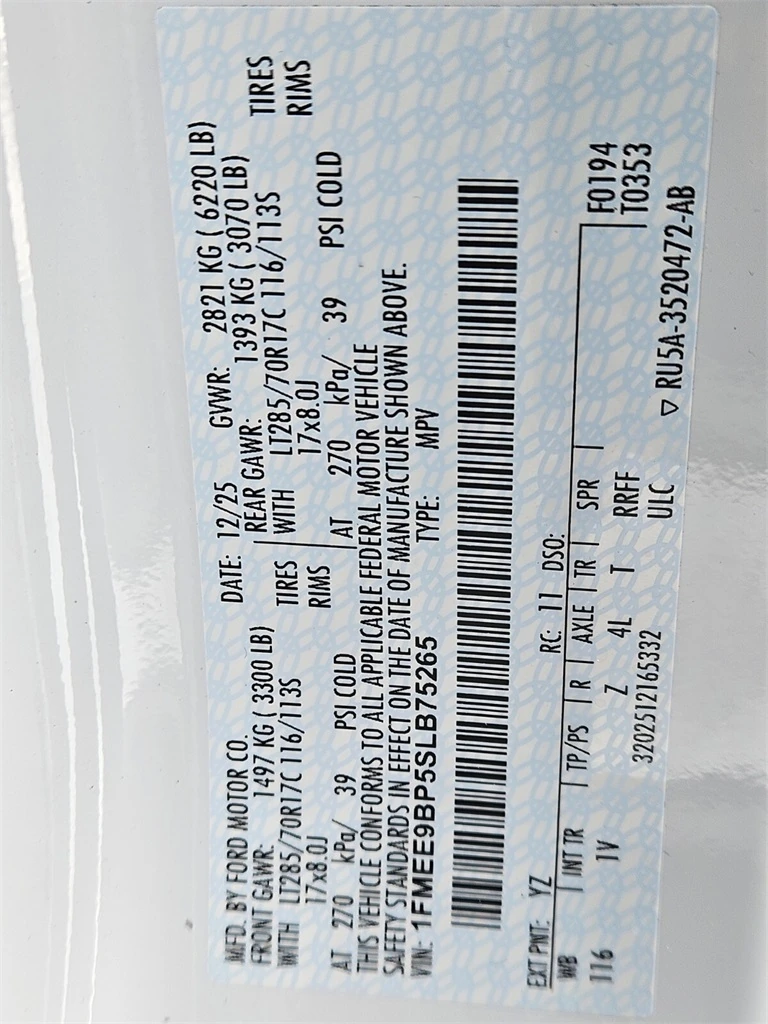 MFD. BY FORD MOTOR CO. DATE: 12/25 GVWR: 2821 KG ( 6220 LB)
FRONT GAWR: 1497 KG ( 3300 LB) REAR GAWR: 1393 KG ( 3070 LB)
WITH LT285/70R17C 116/113S TIRES WITH LT285/70R17C 116/113S TIRES
17x8.0J RIMS 17x8.0J RIMS
AT 270 kPa/ 39 PSI COLD AT 270 kPa/ 39 PSI COLD
THIS VEHICLE CONFORMS TO ALL APPLICABLE FEDERAL MOTOR VEHICLE
SAFETY STANDARDS IN EFFECT ON THE DATE OF MANUFACTURE SHOWN ABOVE.
VIN: 1FMEE9BP5SLB75265 TYPE: MPV
EXT PNT: YZ RC: 11 DSO:
WB INT TR TP/PS R AXLE TR SPR F0194
116 1V Z 4L T RRFF T0353
3202512165332 ULC ▽ RU5A-3520472-AB